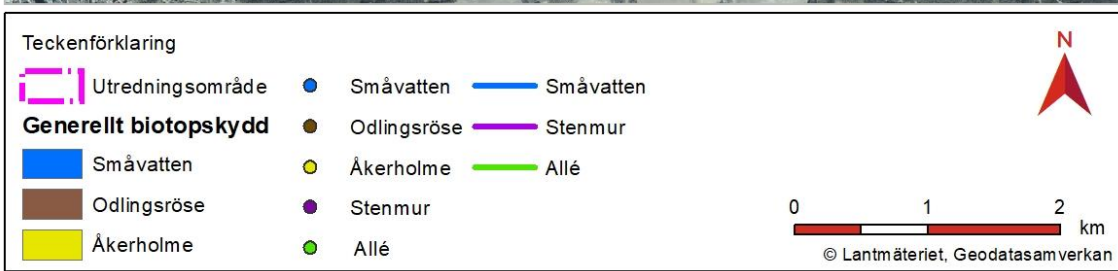 Teckenförklaring
Utredningsområde
Generellt biotopskydd
Småvatten
Odlingsröse
Åkerholme
Småvatten
Odlingsröse
Åkerholme
Stenmur
Allé
Småvatten
Stenmur
Allé
N
0 1 2
km
© Lantmäteriet, Geodatasamverkan